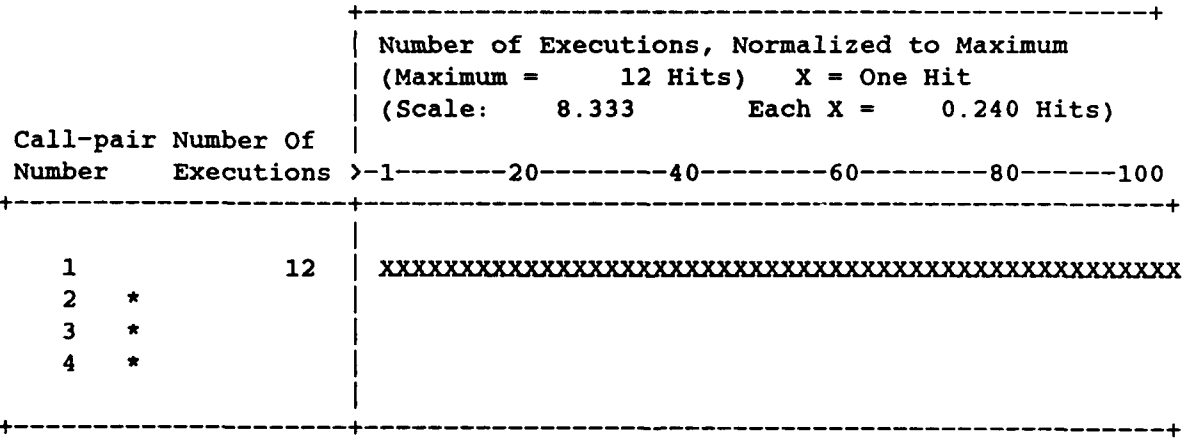 +-------------------------------------------------+
| Number of Executions, Normalized to Maximum
| (Maximum =      12 Hits)   X = One Hit
| (Scale:    8.333        Each X =    0.240 Hits)
Call-pair Number Of |
Number    Executions >-1-------20--------40--------60--------80------100
+---------------------+--------------------------------------------------+
1             12  | XXXXXXXXXXXXXXXXXXXXXXXXXXXXXXXXXXXXXXXXXXXXXXXXXX
2   *             |
3   *             |
4   *             |
+---------------------+--------------------------------------------------+